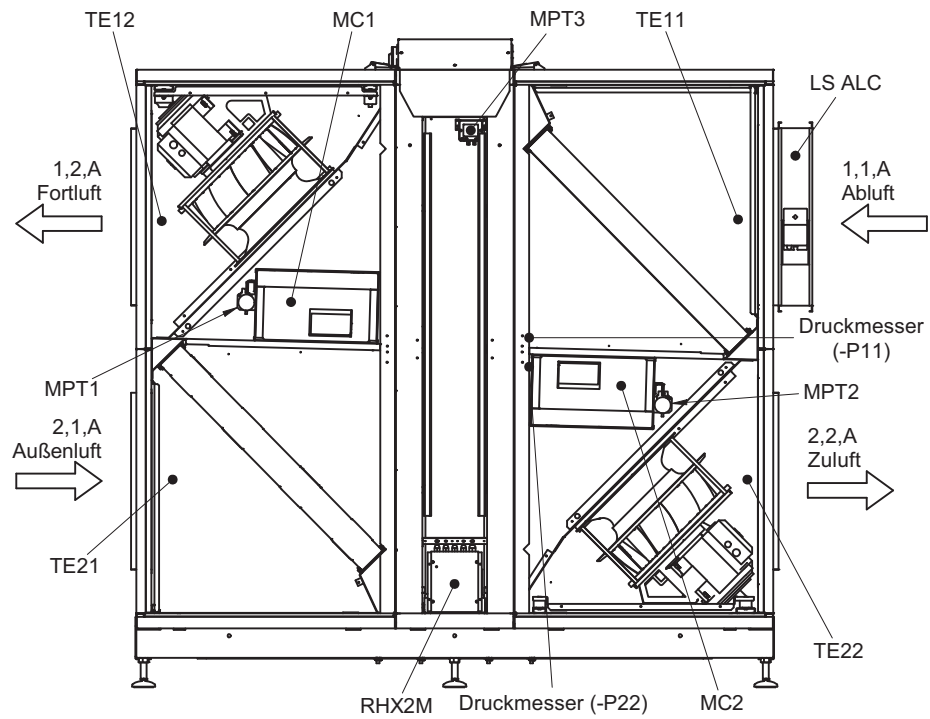 TE12
MC1
MPT3
TE11
LS ALC
1,2,A
Fortluft
1,1,A
Abluft
Druckmesser
(-P11)
MPT1
MPT2
2,1,A
Außenluft
2,2,A
Zuluft
TE21
TE22
RHX2M
Druckmesser (-P22)
MC2